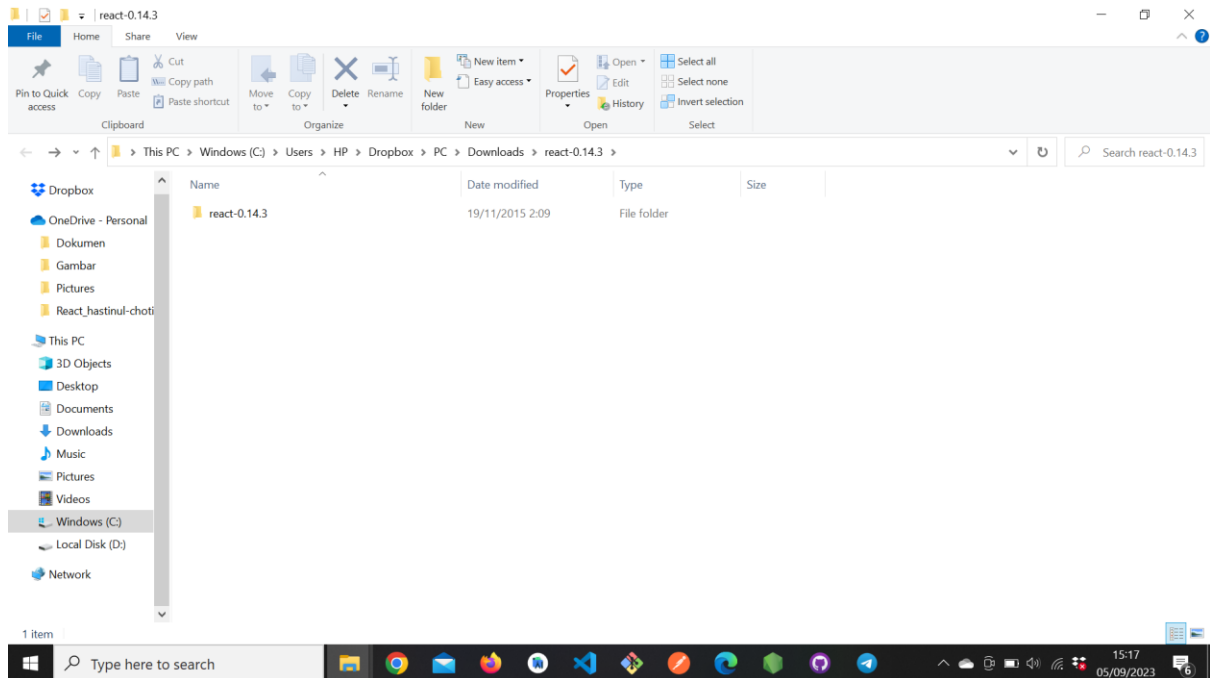 react-0.14.3
File Home Share View
Pin to Quick access
Copy
Paste
Cut
Copy path
Paste shortcut
Clipboard
Move to
Copy to
Delete
Rename
Organize
New folder
New item
Easy access
New
Properties
Open
Edit
History
Open
Select all
Select none
Invert selection
Select
This PC > Windows (C:) > Users > HP > Dropbox > PC > Downloads > react-0.14.3 >
Search react-0.14.3
Name Date modified Type Size
react-0.14.3 19/11/2015 2:09 File folder
Dropbox
OneDrive - Personal
Dokumen
Gambar
Pictures
React_hastinul-choti
This PC
3D Objects
Desktop
Documents
Downloads
Music
Pictures
Videos
Windows (C:)
Local Disk (D:)
Network
1 item
Type here to search
15:17
05/09/2023
6